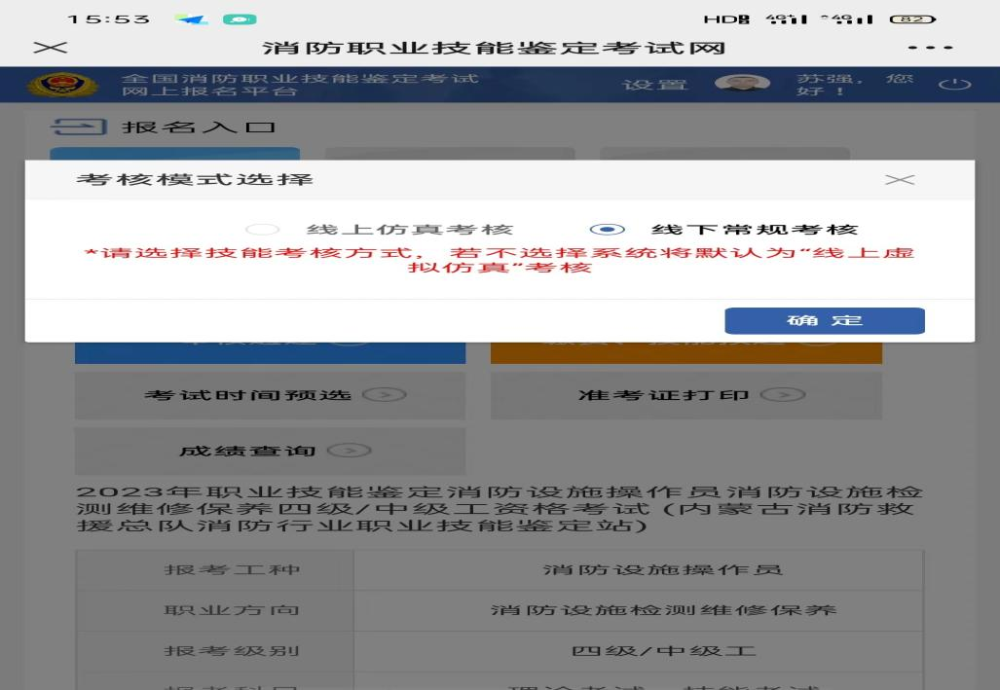 15:53
HD 4G+ 4G 82
消防职业技能鉴定考试网
全国消防职业技能鉴定考试
网上报名平台
设置
苏强，您
好！
报名入口
考核模式选择
线上仿真考核
线下常规考核
*请选择技能考核方式，若不选择系统将默认为“线上虚
拟仿真”考核
确 定
考试时间预选
准考证打印
成绩查询
2023年职业技能鉴定消防设施操作员消防设施检
测维修保养四级/中级工资格考试 (内蒙古消防救
援总队消防行业职业技能鉴定站)
报考工种
消防设施操作员
职业方向
消防设施检测维修保养
报考级别
四级/中级工